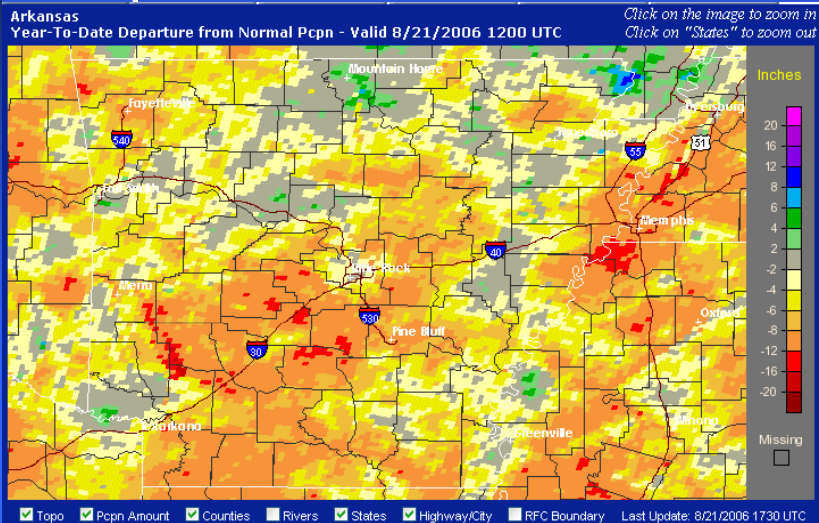 Arkansas
Click on the image to zoom in
Year-To-Date Departure from Normal Pcpn - Valid 8/21/2006 1200 UTC
Click on "States" to zoom out
Mountain Home
Inches
Fayetteville
Dyersburg
20
540
Jonesboro
51
16
55
12
8
Fort Smith
6
4
Memphis
2
40
-2
Little Rock
Mena
-4
Oxford
-6
530
Pine Bluff
-8
30
-12
-16
-20
Texarkana
Winona
Greenville
Missing
Topo Pcpn Amount Counties Rivers States Highway/City RFC Boundary Last Update: 8/21/2006 1730 UTC